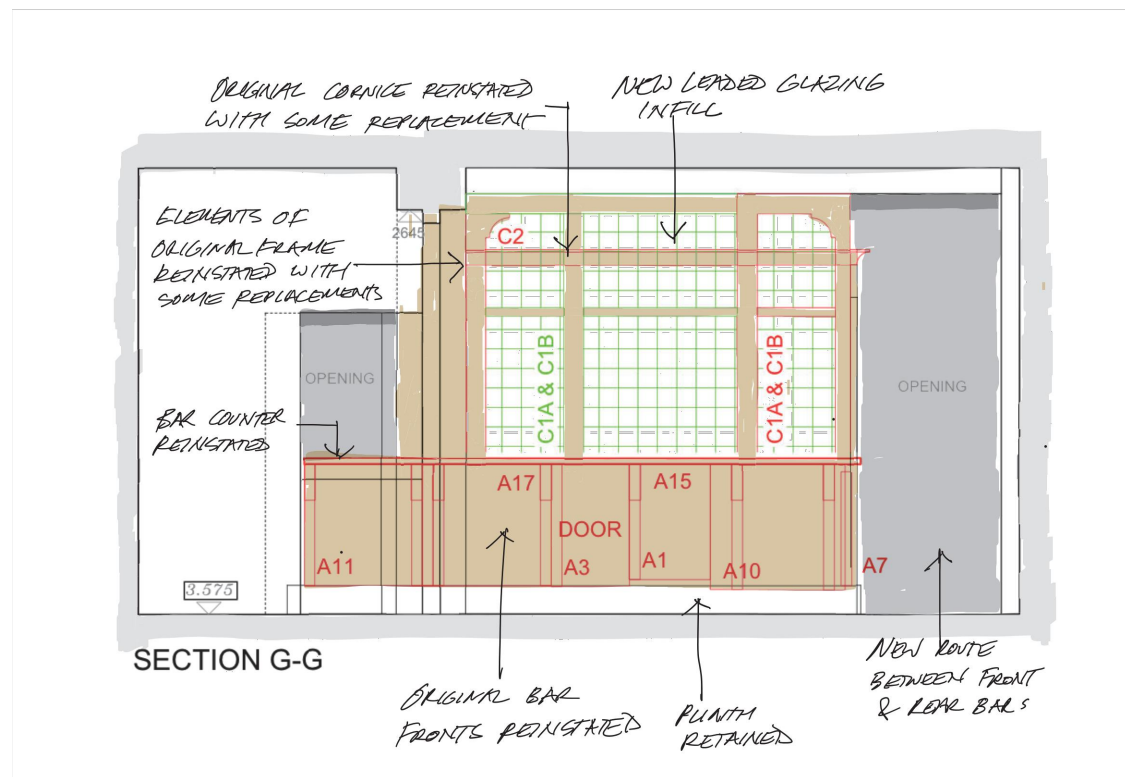 ORIGINAL CORNICE REINSTATED
WITH SOME REPLACEMENT
NEW LEADED GLAZING
INFILL
ELEMENTS OF
ORIGINAL FRAME
REINSTATED WITH
SOME REPLACEMENTS
2645
C2
C1A & C1B
C1A & C1B
OPENING
OPENING
BAR COUNTER
REINSTATED
A17
A15
DOOR
A11
A3
A1
A10
A7
3.575
SECTION G-G
ORIGINAL BAR
FRONTS REINSTATED
PLINTH
RETAINED
NEW ROUTE
BETWEEN FRONT
& REAR BARS